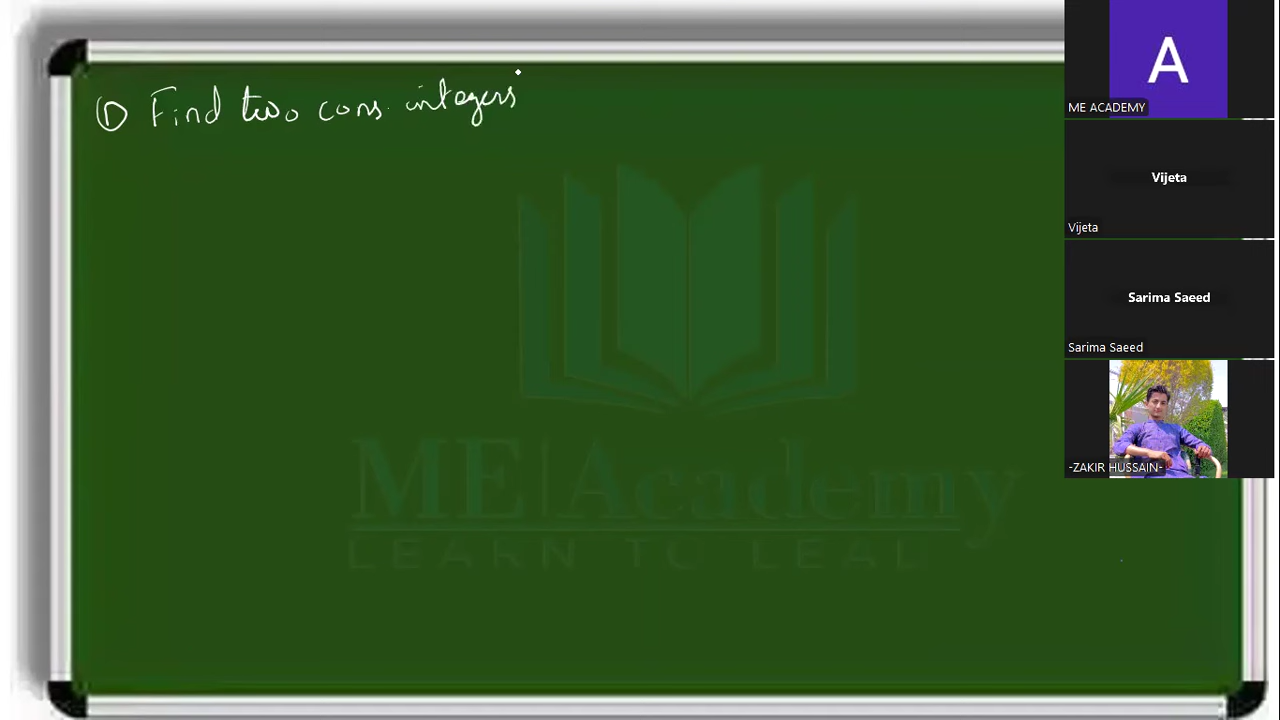 ① Find two cons. integers
ME Academy
LEARN TO LEAD
A
ME ACADEMY
Vijeta
Vijeta
Sarima Saeed
Sarima Saeed
-ZAKIR HUSSAIN-